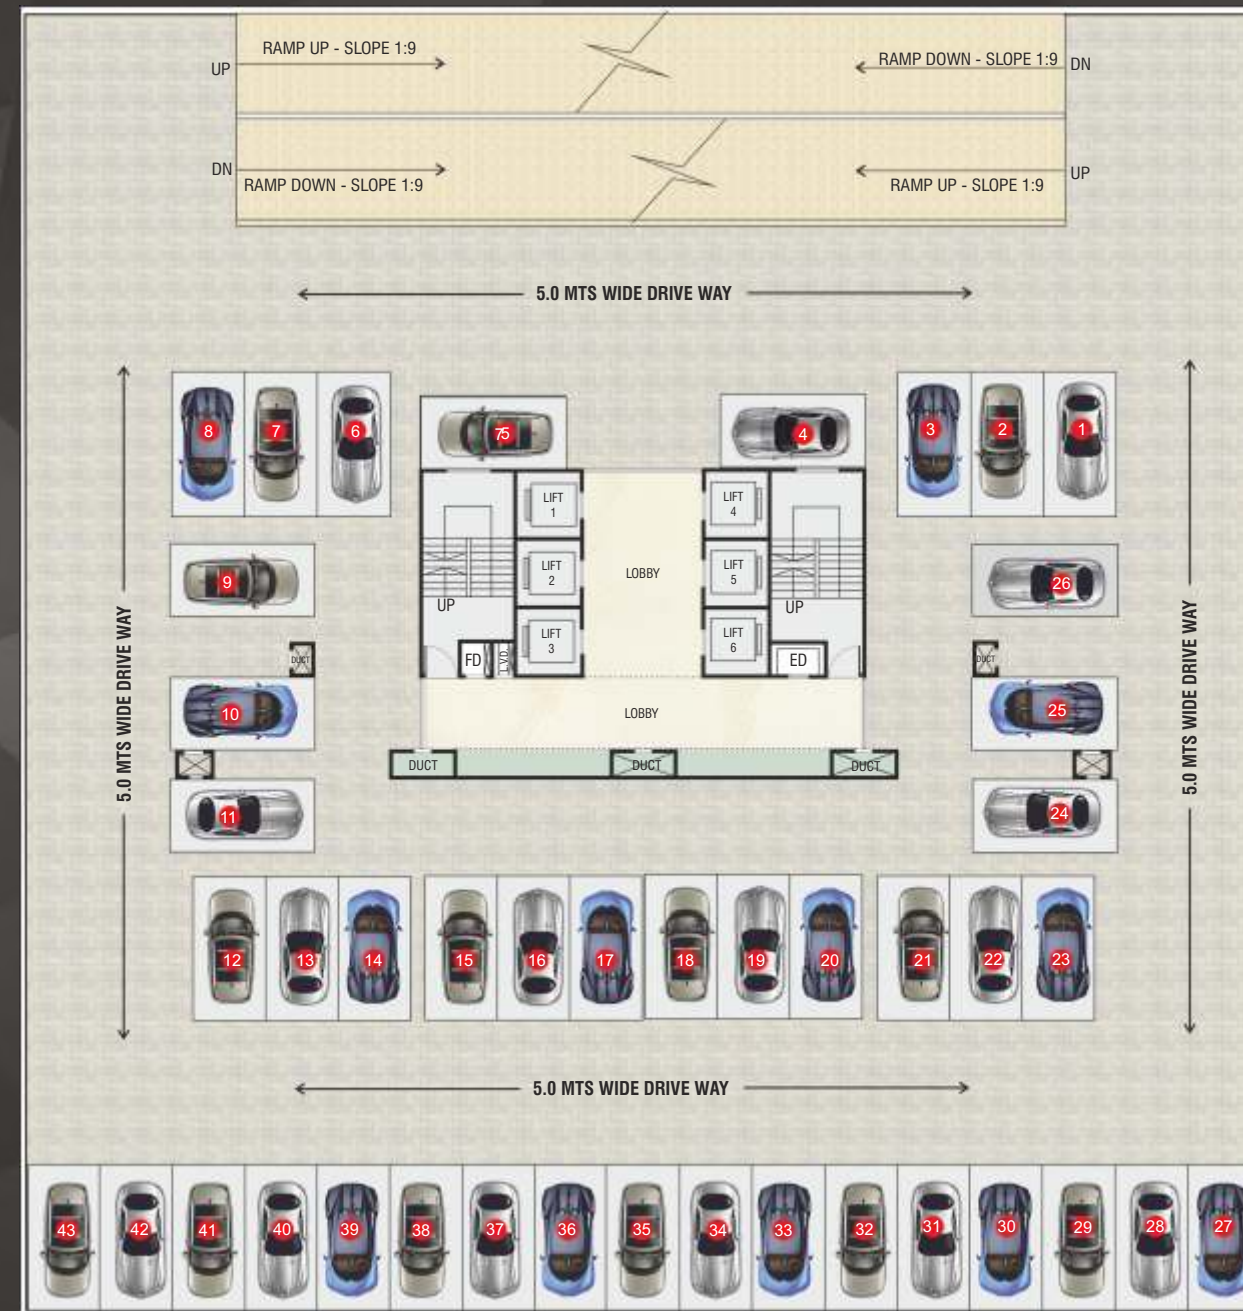 RAMP UP - SLOPE 1:9
UP
RAMP DOWN - SLOPE 1:9
DN
DN
RAMP DOWN - SLOPE 1:9
UP
RAMP UP - SLOPE 1:9
5.0 MTS WIDE DRIVE WAY
8 7 6
75
4
3 2 1
LIFT
1
LIFT
4
9
LIFT
2
LOBBY
LIFT
5
26
UP
UP
5.0 MTS WIDE DRIVE WAY
5.0 MTS WIDE DRIVE WAY
DUCT
FD
L.V.D.
LIFT
3
LIFT
6
ED
DUCT
10
LOBBY
25
DUCT
DUCT
DUCT
11
24
12 13 14 15 16 17 18 19 20 21 22 23
5.0 MTS WIDE DRIVE WAY
43 42 41 40 39 38 37 36 35 34 33 32 31 30 29 28 27